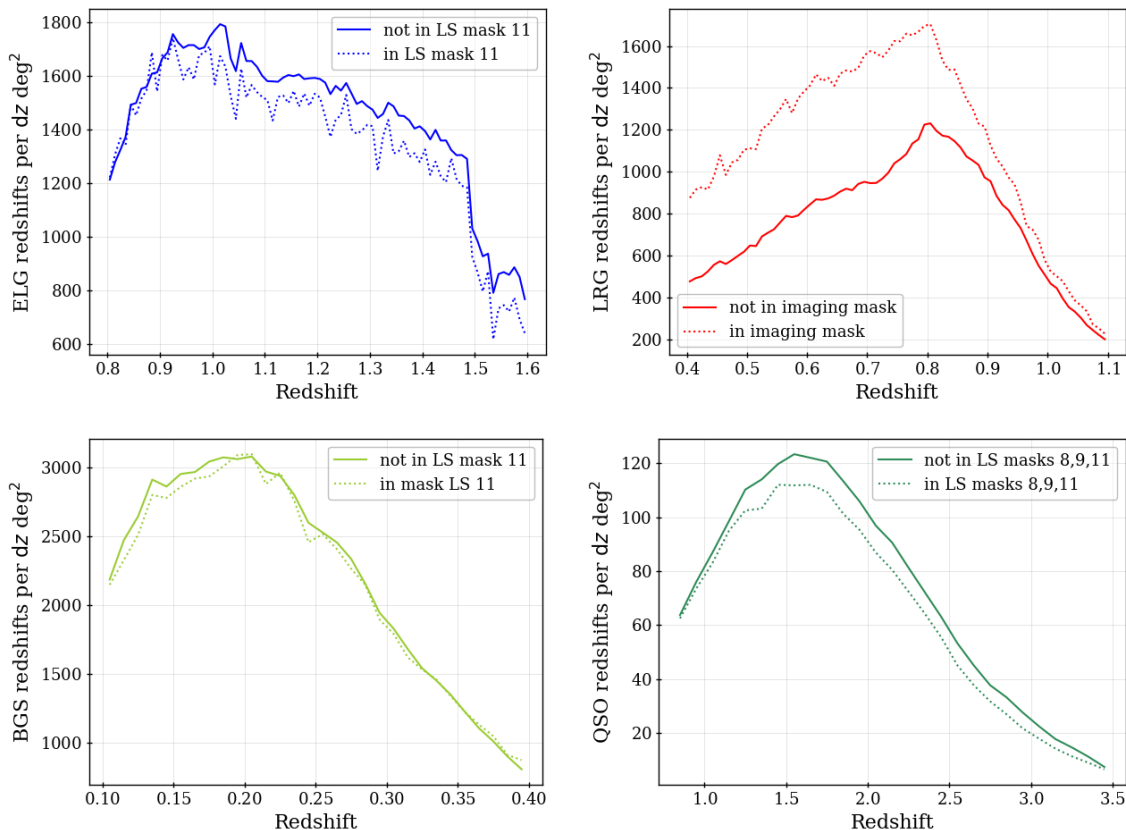 ELG redshifts per dz deg²
1800
1600
1400
1200
1000
800
600
not in LS mask 11
in LS mask 11
0.8 0.9 1.0 1.1 1.2 1.3 1.4 1.5 1.6
Redshift
LRG redshifts per dz deg²
1600
1400
1200
1000
800
600
400
200
not in imaging mask
in imaging mask
0.4 0.5 0.6 0.7 0.8 0.9 1.0 1.1
Redshift
BGS redshifts per dz deg²
3000
2500
2000
1500
1000
not in LS mask 11
in mask LS 11
0.10 0.15 0.20 0.25 0.30 0.35 0.40
Redshift
QSO redshifts per dz deg²
120
100
80
60
40
20
not in LS masks 8,9,11
in LS masks 8,9,11
1.0 1.5 2.0 2.5 3.0 3.5
Redshift